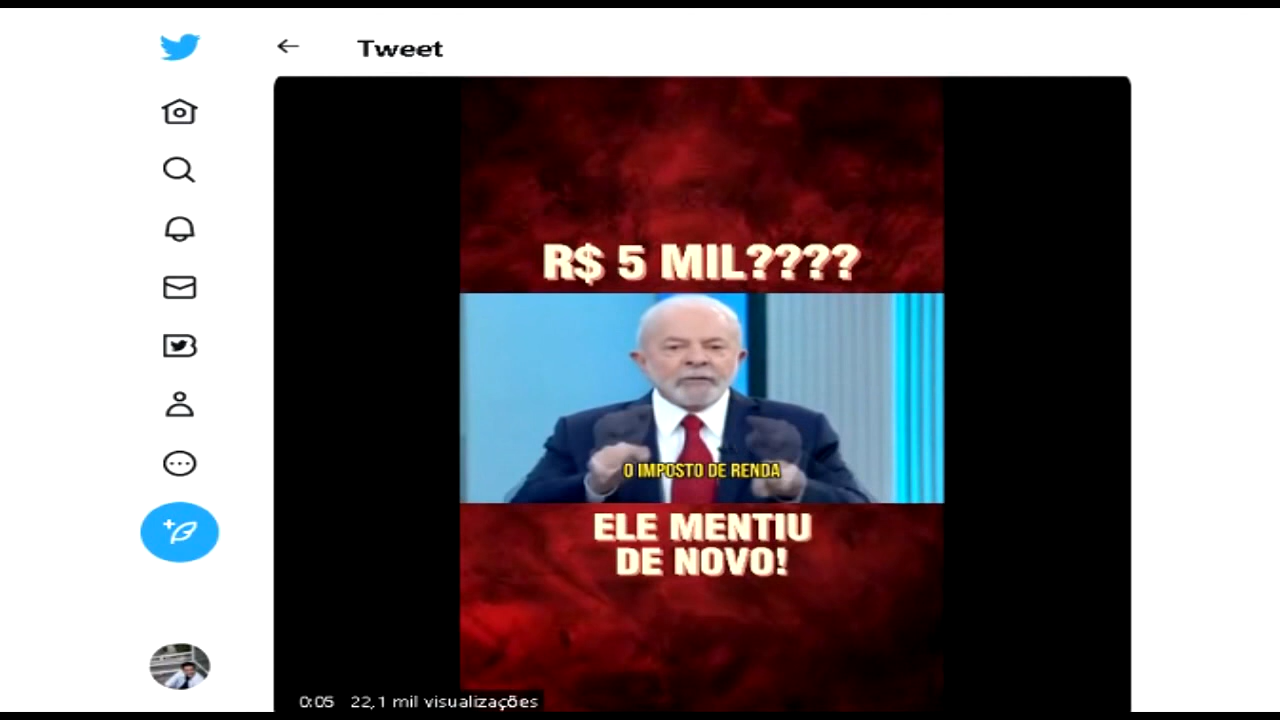 Tweet
R$ 5 MIL????
O IMPOSTO DE RENDA
ELE MENTIU
DE NOVO!
0:05 22,1 mil visualizações